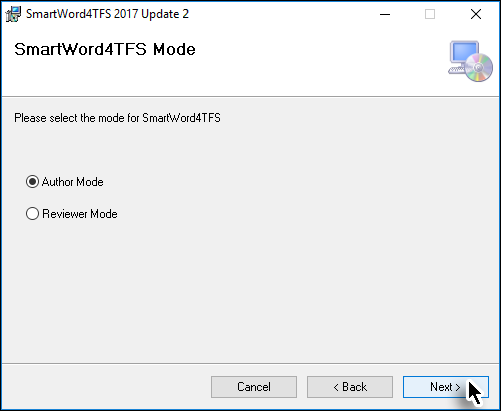 SmartWord4TFS 2017 Update 2
SmartWord4TFS Mode
Please select the mode for SmartWord4TFS
Author Mode
Reviewer Mode
Cancel
< Back
Next >